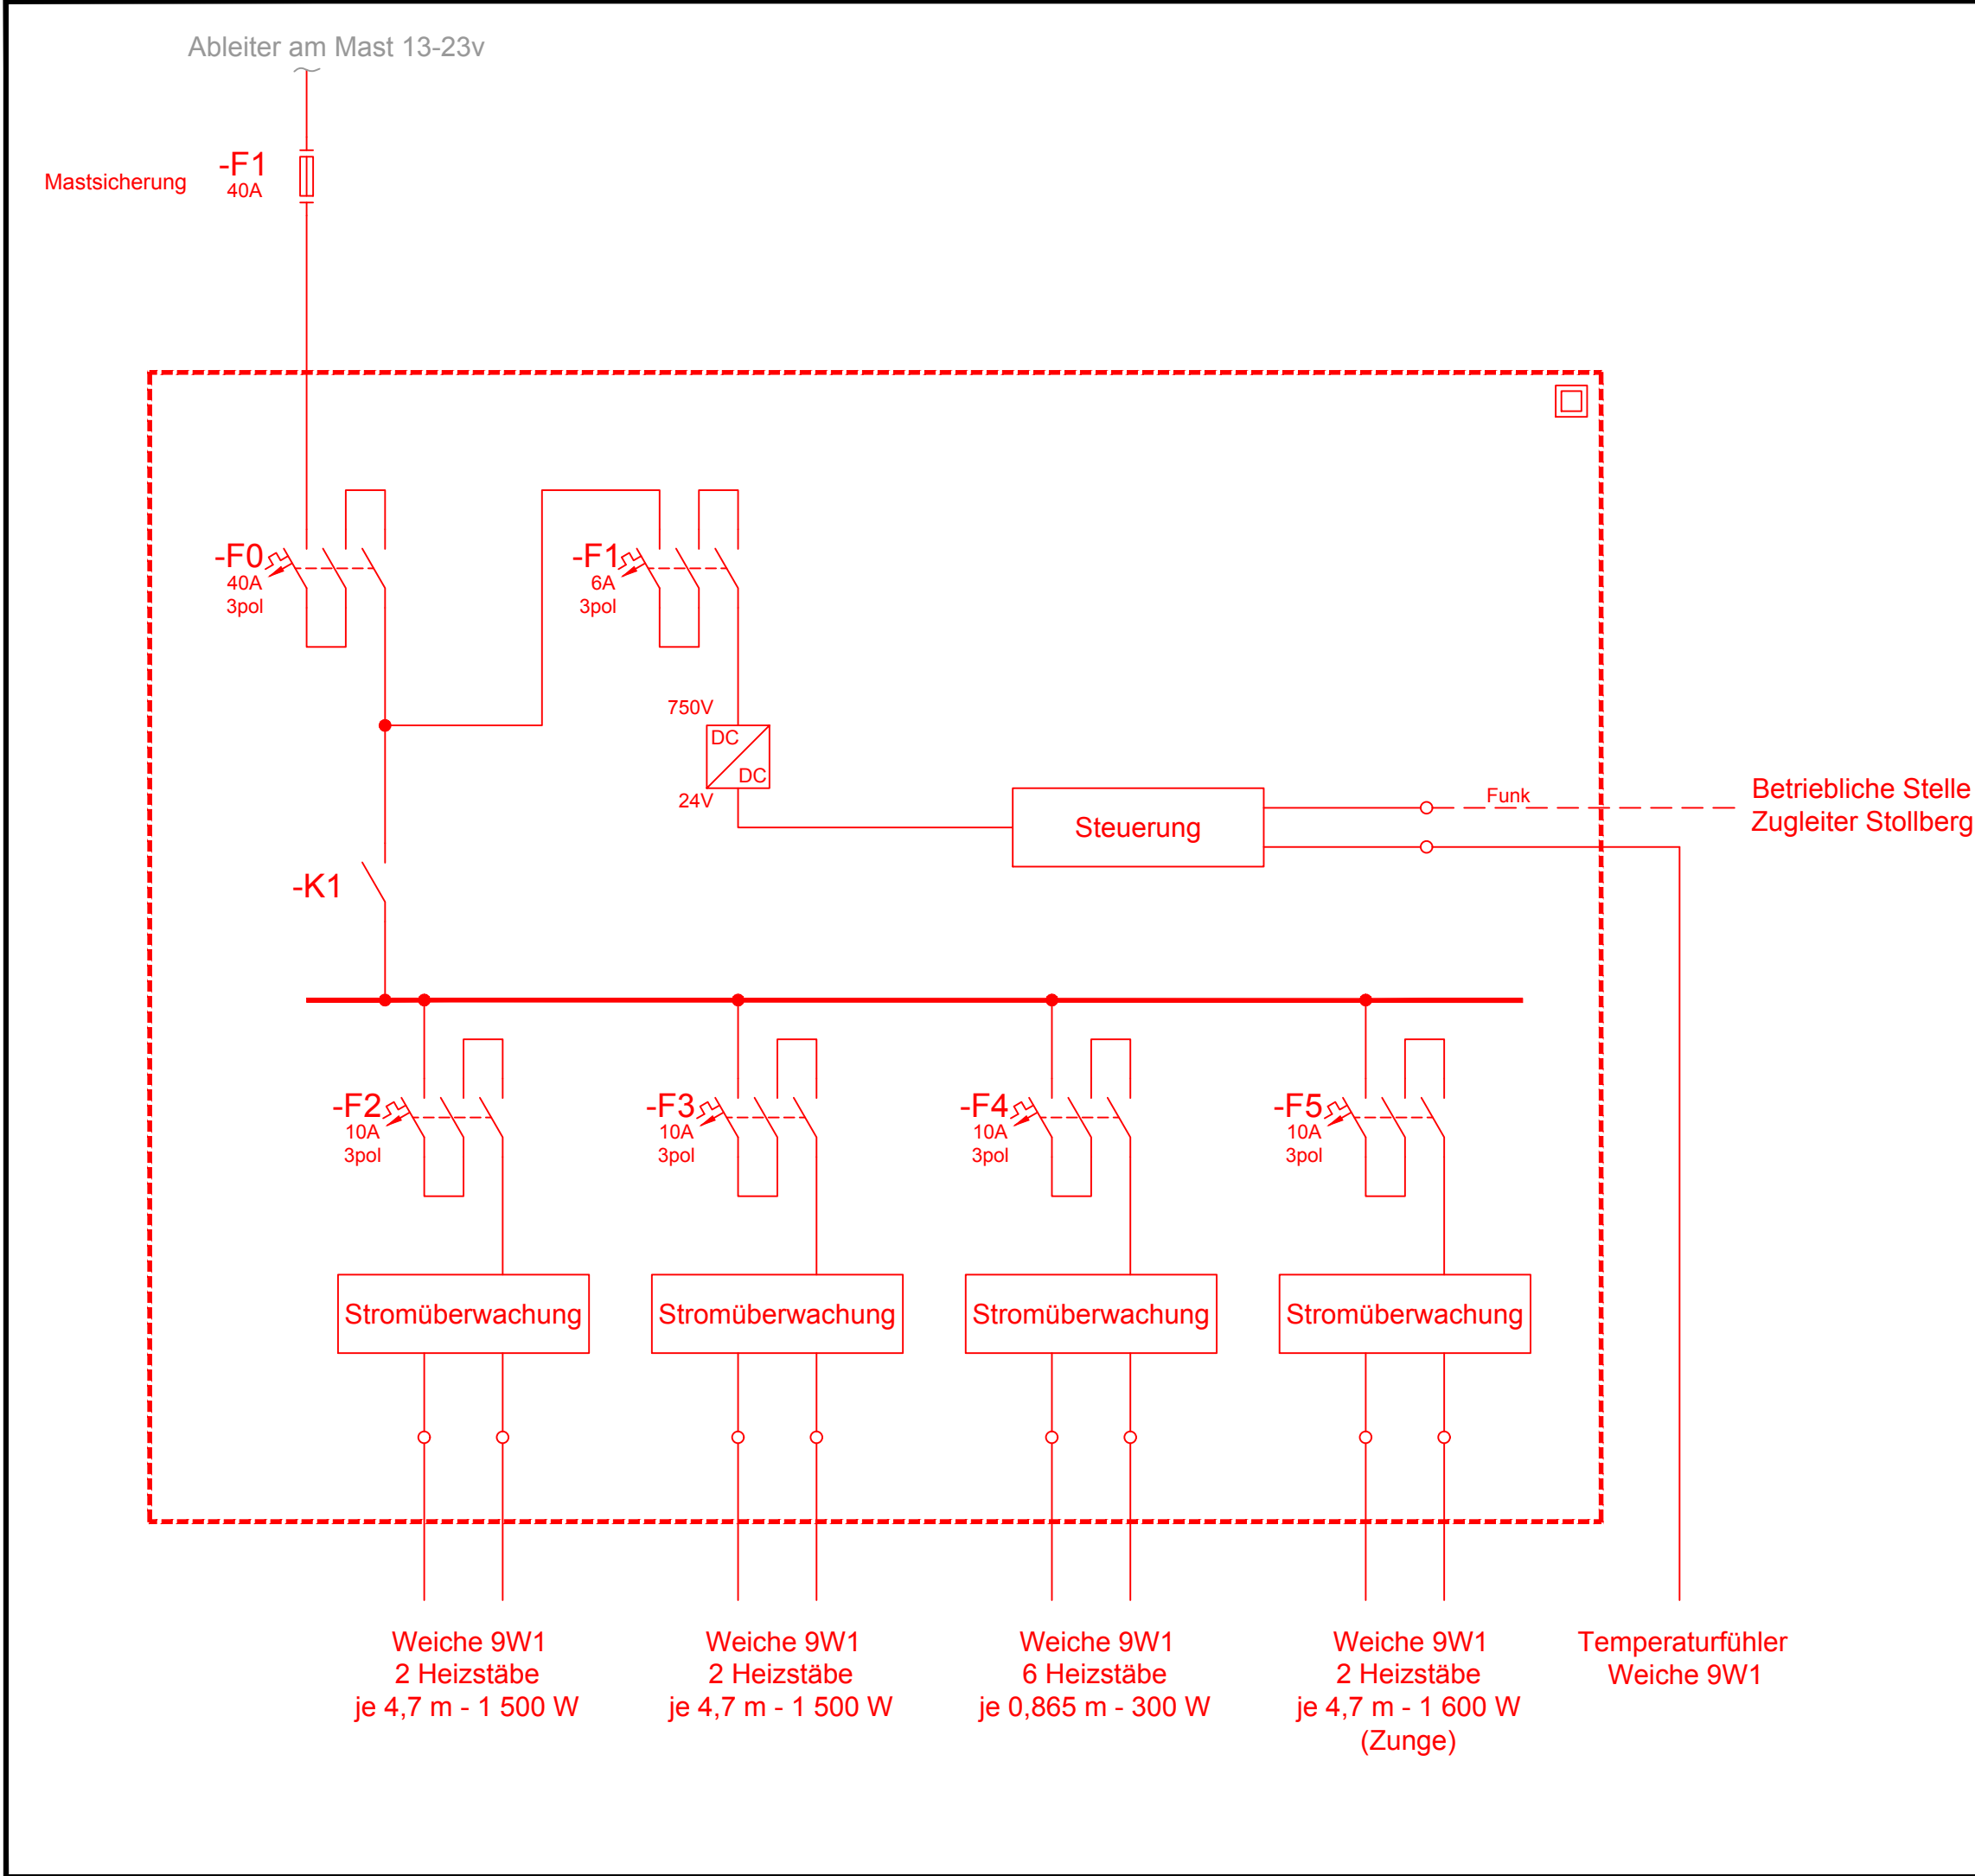 Ableiter am Mast 13-23v
Mastsicherung
-F1
40A
-F0
40A
3pol
-F1
6A
3pol
750V
DC
DC
24V
Steuerung
Funk
Betriebliche Stelle
Zugleiter Stollberg
-K1
-F2
10A
3pol
-F3
10A
3pol
-F4
10A
3pol
-F5
10A
3pol
Stromüberwachung
Stromüberwachung
Stromüberwachung
Stromüberwachung
Weiche 9W1
2 Heizstäbe
je 4,7 m - 1 500 W
Weiche 9W1
2 Heizstäbe
je 4,7 m - 1 500 W
Weiche 9W1
6 Heizstäbe
je 0,865 m - 300 W
Weiche 9W1
2 Heizstäbe
je 4,7 m - 1 600 W
(Zunge)
Temperaturfühler
Weiche 9W1